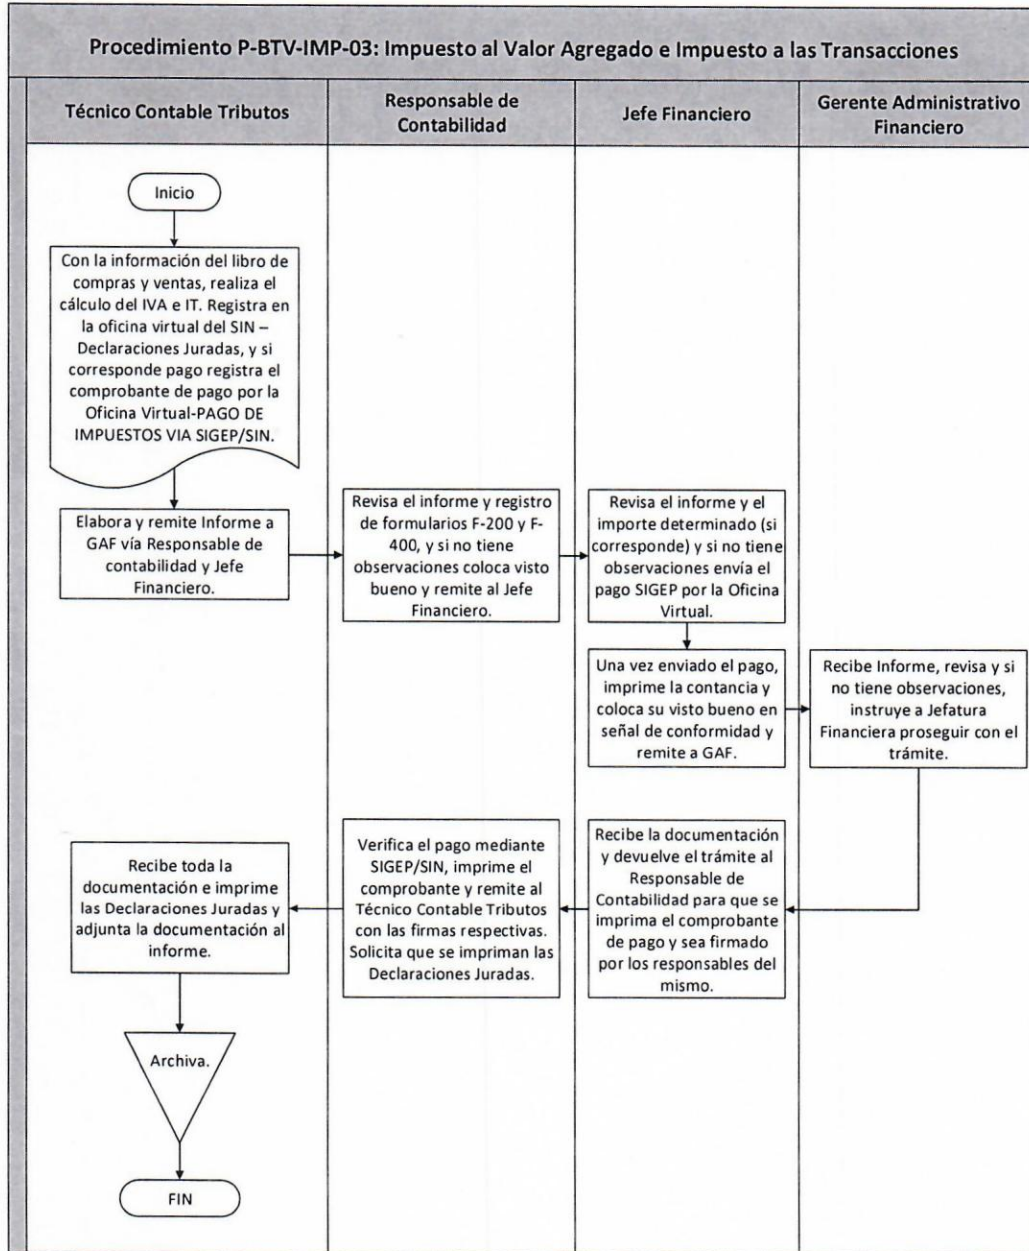 Procedimiento P-BTV-IMP-03: Impuesto al Valor Agregado e Impuesto a las Transacciones
Técnico Contable Tributos
Responsable de
Contabilidad
Jefe Financiero
Gerente Administrativo
Financiero
Inicio
Con la información del libro de
compras y ventas, realiza el
cálculo del IVA e IT. Registra en
la oficina virtual del SIN –
Declaraciones Juradas, y si
corresponde pago registra el
comprobante de pago por la
Oficina Virtual-PAGO DE
IMPUESTOS VIA SIGEP/SIN.
Elabora y remite Informe a
GAF vía Responsable de
contabilidad y Jefe
Financiero.
Revisa el informe y registro
de formularios F-200 y F-
400, y si no tiene
observaciones coloca visto
bueno y remite al Jefe
Financiero.
Revisa el informe y el
importe determinado (si
corresponde) y si no tiene
observaciones envía el
pago SIGEP por la Oficina
Virtual.
Una vez enviado el pago,
imprime la contancia y
coloca su visto bueno en
señal de conformidad y
remite a GAF.
Recibe Informe, revisa y si
no tiene observaciones,
instruye a Jefatura
Financiera proseguir con el
trámite.
Recibe la documentación
y devuelve el trámite al
Responsable de
Contabilidad para que se
imprima el comprobante
de pago y sea firmado
por los responsables del
mismo.
Verifica el pago mediante
SIGEP/SIN, imprime el
comprobante y remite al
Técnico Contable Tributos
con las firmas respectivas.
Solicita que se impriman las
Declaraciones Juradas.
Recibe toda la
documentación e imprime
las Declaraciones Juradas y
adjunta la documentación al
informe.
Archiva.
FIN